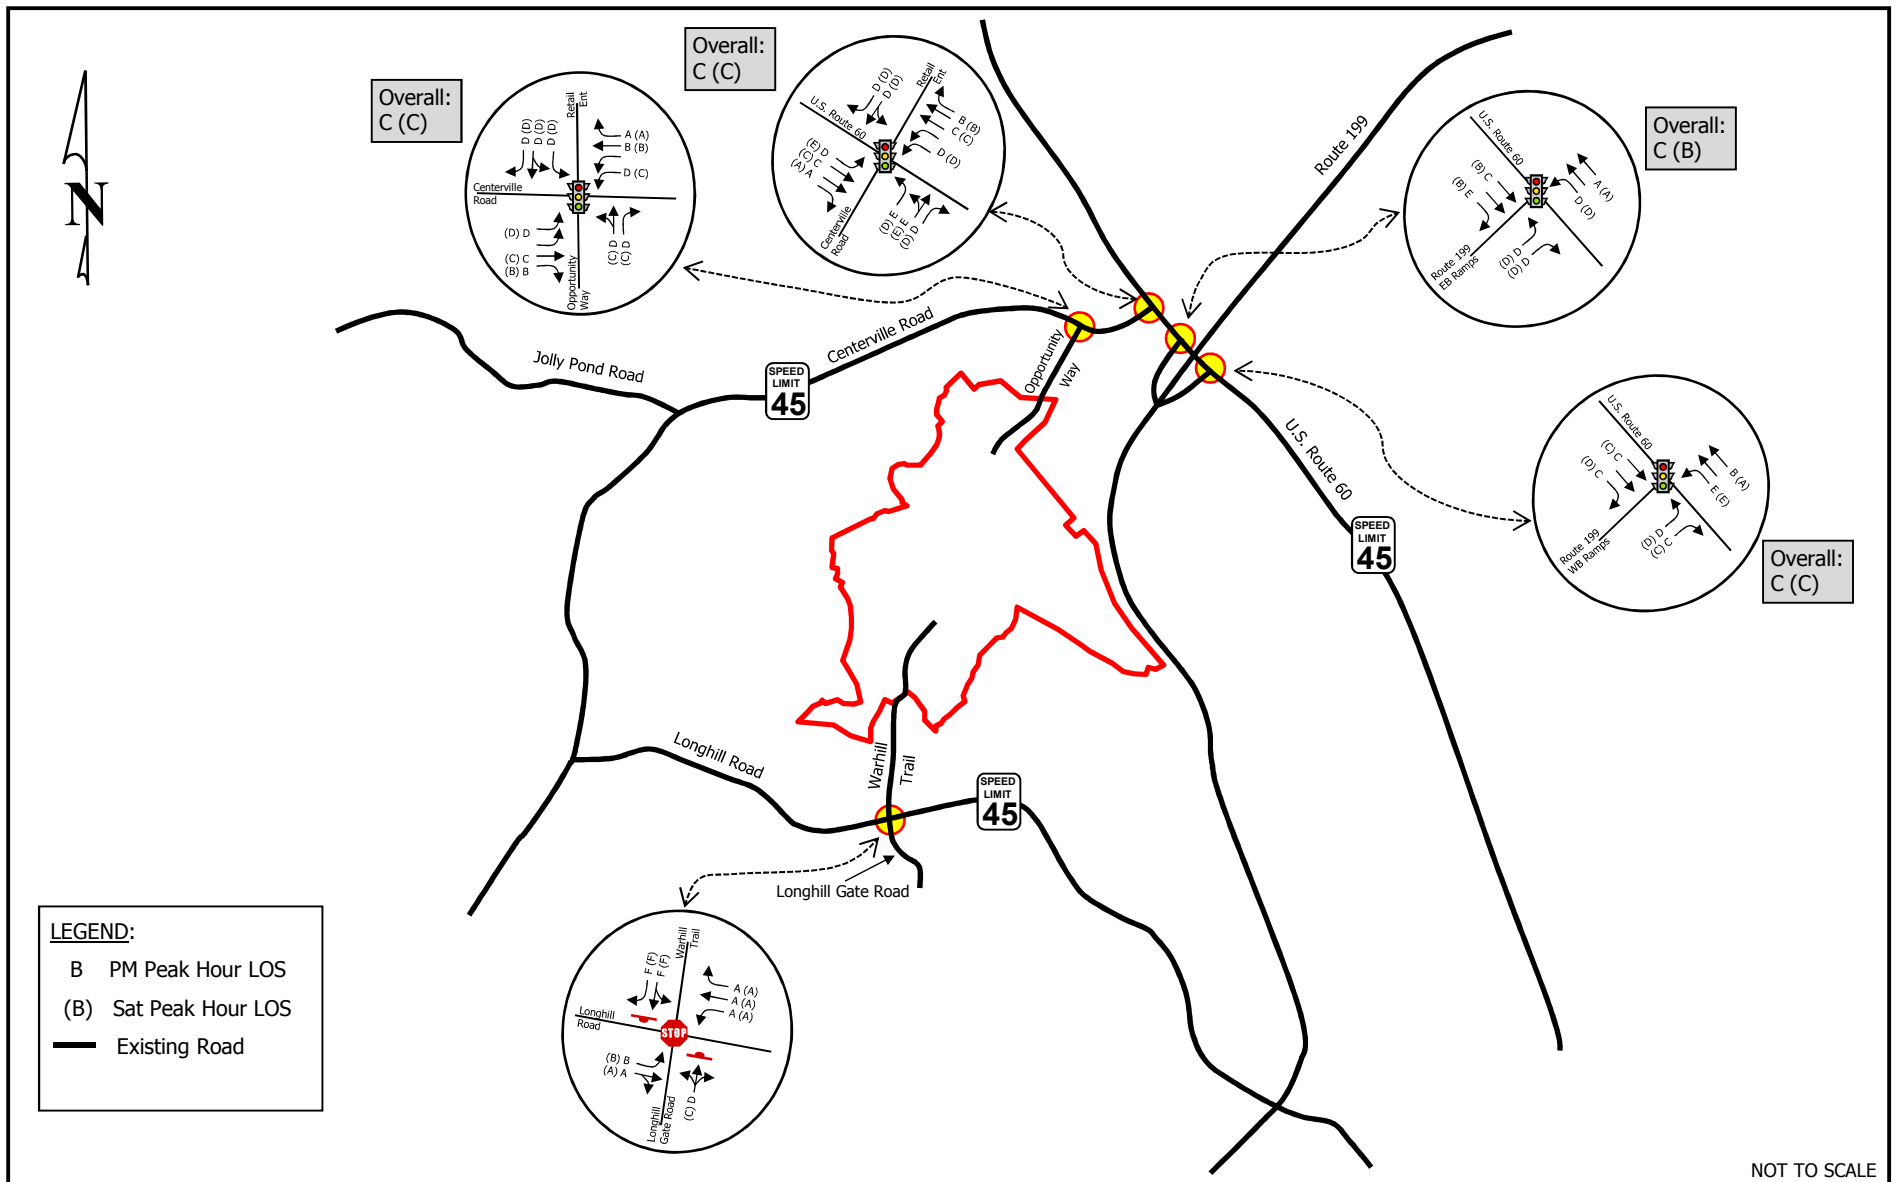 N
Overall:
C (C)
Retail
Ent
D (D)
D (D)
D (D)
A (A)
B (B)
D (C)
Centerville
Road
(D) D
(C) C
(B) B
(C) D
(C) D
Opportunity
Way
Overall:
C (C)
Retail
Ent
D (D)
D (D)
U.S. Route 60
B (B)
C (C)
D (D)
(E) D
(C) C
(A) A
Centerville
Road
(D) E
(E) E
(D) D
Overall:
C (B)
U.S. Route 60
A (A)
D (D)
(B) C
(B) E
Route 199
EB Ramps
(D) D
(D) D
Overall:
C (C)
U.S. Route 60
B (A)
E (E)
(C) C
(D) C
Route 199
WB Ramps
(D) D
(C) C
Route 199
Centerville Road
Jolly Pond Road
SPEED
LIMIT
45
Opportunity
Way
U.S. Route 60
SPEED
LIMIT
45
Longhill Road
Warhill
Trail
SPEED
LIMIT
45
Longhill Gate Road
Warhill
Trail
F (F)
F (F)
A (A)
A (A)
A (A)
Longhill
Road
STOP
(B) B
(A) A
(C) D
Longhill
Gate Road
LEGEND:
B PM Peak Hour LOS
(B) Sat Peak Hour LOS
Existing Road
NOT TO SCALE